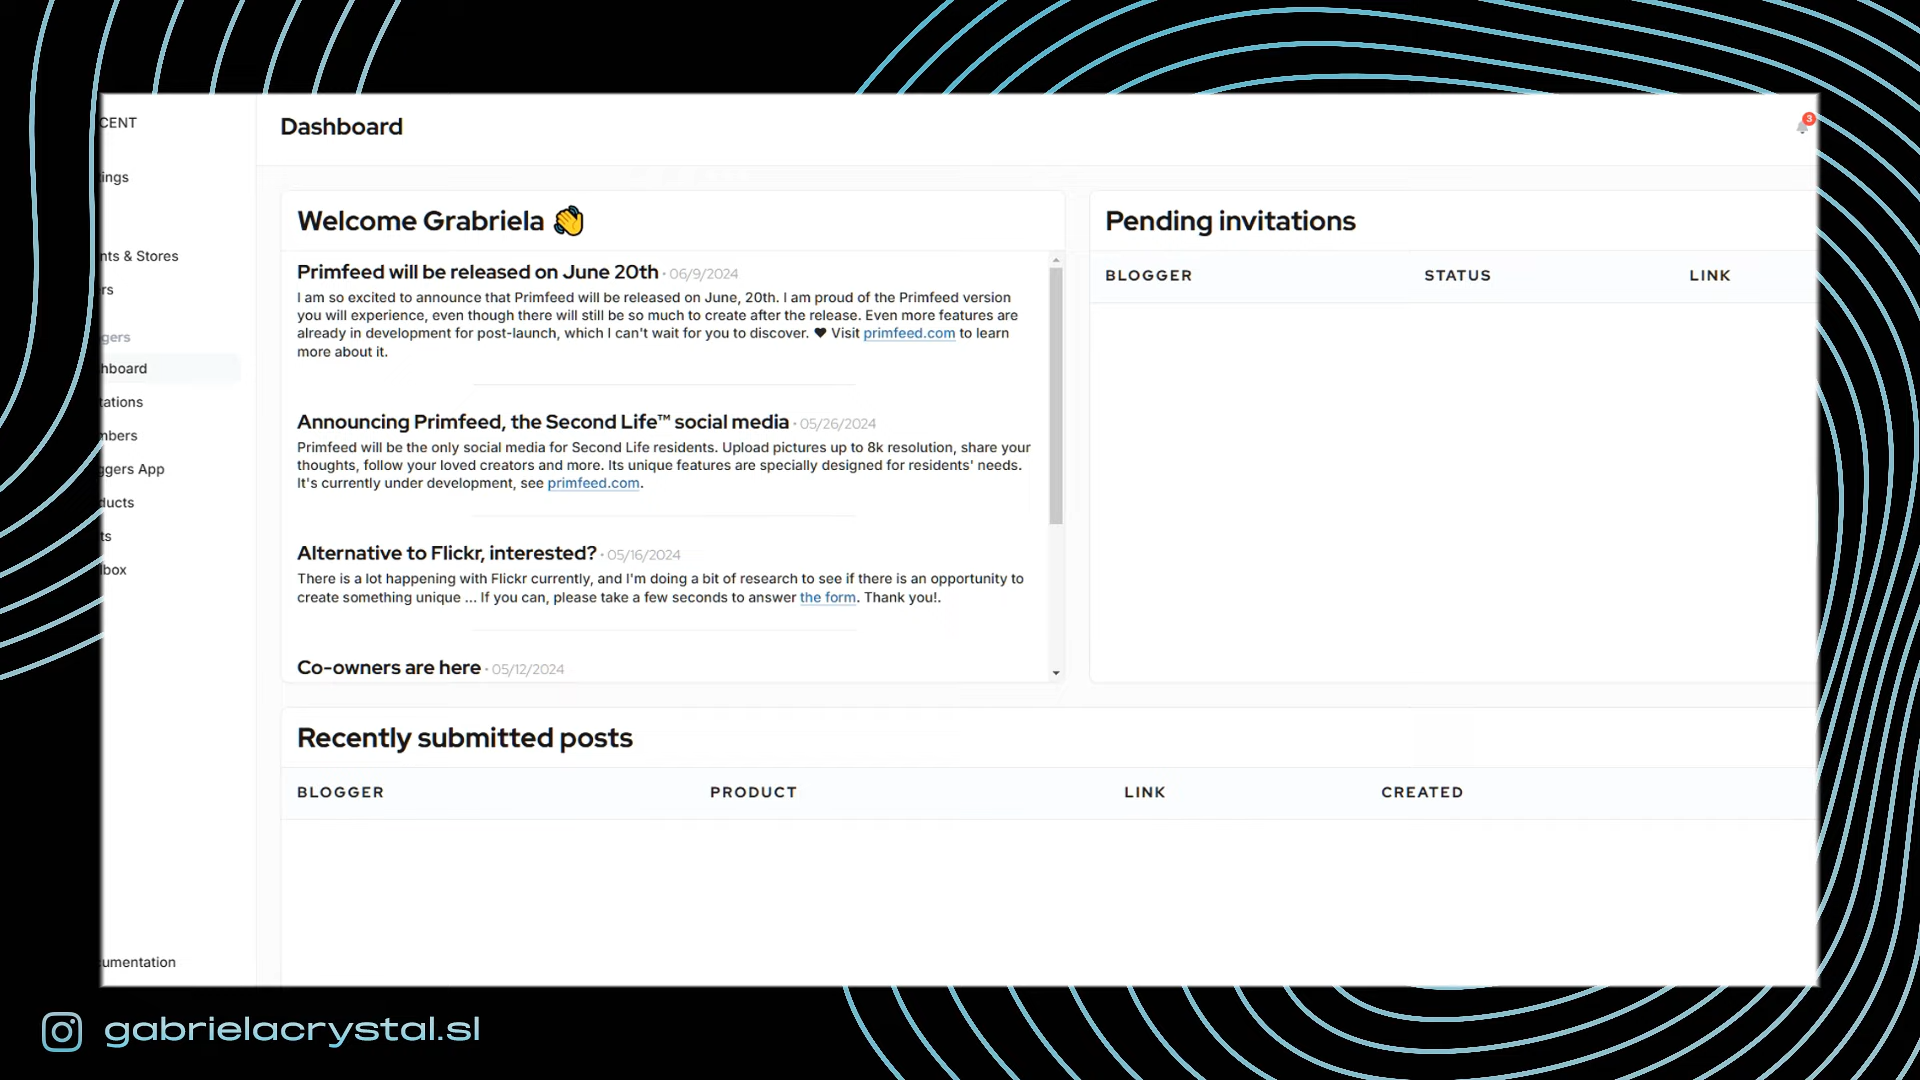 CENT
ings
nts & Stores
rs
gers
hboard
tations
mbers
ggers App
ducts
ts
box
umentation
Dashboard
3
Welcome Grabriela 👋
Primfeed will be released on June 20th · 06/9/2024
I am so excited to announce that Primfeed will be released on June, 20th. I am proud of the Primfeed version
you will experience, even though there will still be so much to create after the release. Even more features are
already in development for post-launch, which I can't wait for you to discover. ♥ Visit primfeed.com to learn
more about it.
Announcing Primfeed, the Second Life™ social media · 05/26/2024
Primfeed will be the only social media for Second Life residents. Upload pictures up to 8k resolution, share your
thoughts, follow your loved creators and more. Its unique features are specially designed for residents' needs.
It's currently under development, see primfeed.com.
Alternative to Flickr, interested? · 05/16/2024
There is a lot happening with Flickr currently, and I'm doing a bit of research to see if there is an opportunity to
create something unique ... If you can, please take a few seconds to answer the form. Thank you!.
Co-owners are here · 05/12/2024
Pending invitations
BLOGGER STATUS LINK
Recently submitted posts
BLOGGER PRODUCT LINK CREATED
gabrielacrystal.sl